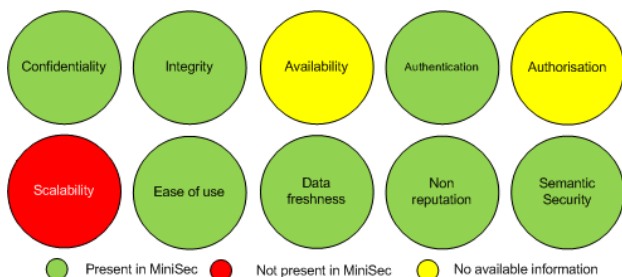 Confidentiality
Integrity
Availability
Authentication
Authorisation
Scalability
Ease of use
Data
freshness
Non
reputation
Semantic
Security
Present in MiniSec
Not present in MiniSec
No available information